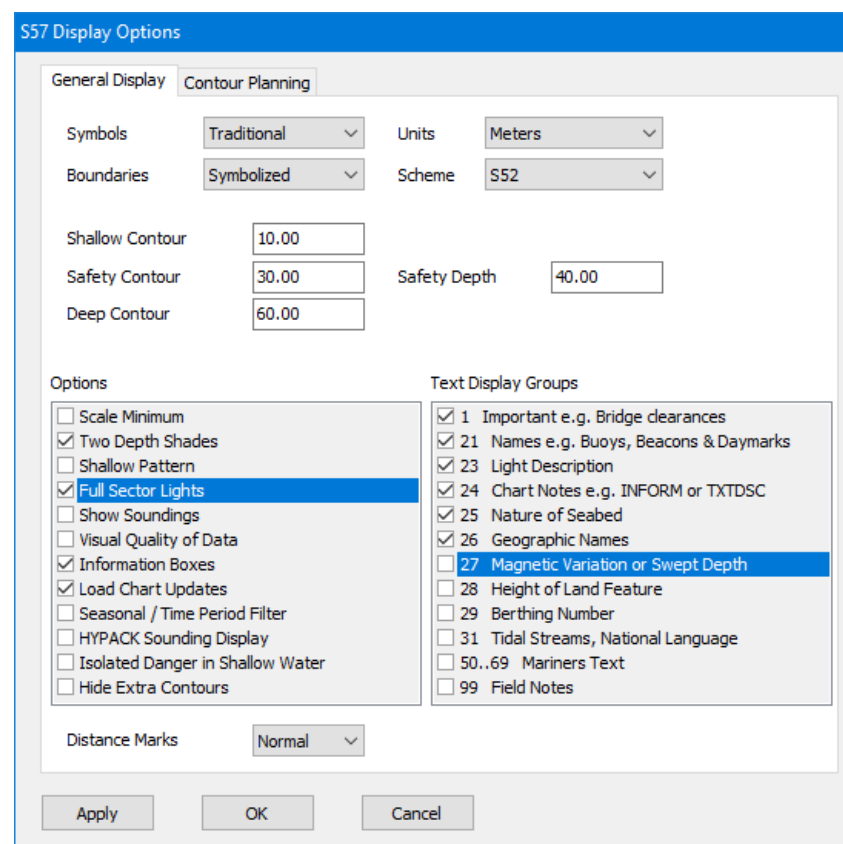 S57 Display Options
General Display Contour Planning
Symbols Traditional Units Meters
Boundaries Symbolized Scheme S52
Shallow Contour 10.00
Safety Contour 30.00 Safety Depth 40.00
Deep Contour 60.00
Options
Scale Minimum
Two Depth Shades
Shallow Pattern
Full Sector Lights
Show Soundings
Visual Quality of Data
Information Boxes
Load Chart Updates
Seasonal / Time Period Filter
HYPACK Sounding Display
Isolated Danger in Shallow Water
Hide Extra Contours
Text Display Groups
1 Important e.g. Bridge clearances
21 Names e.g. Buoys, Beacons & Daymarks
23 Light Description
24 Chart Notes e.g. INFORM or TXTDSC
25 Nature of Seabed
26 Geographic Names
27 Magnetic Variation or Swept Depth
28 Height of Land Feature
29 Berthing Number
31 Tidal Streams, National Language
50..69 Mariners Text
99 Field Notes
Distance Marks Normal
Apply OK Cancel